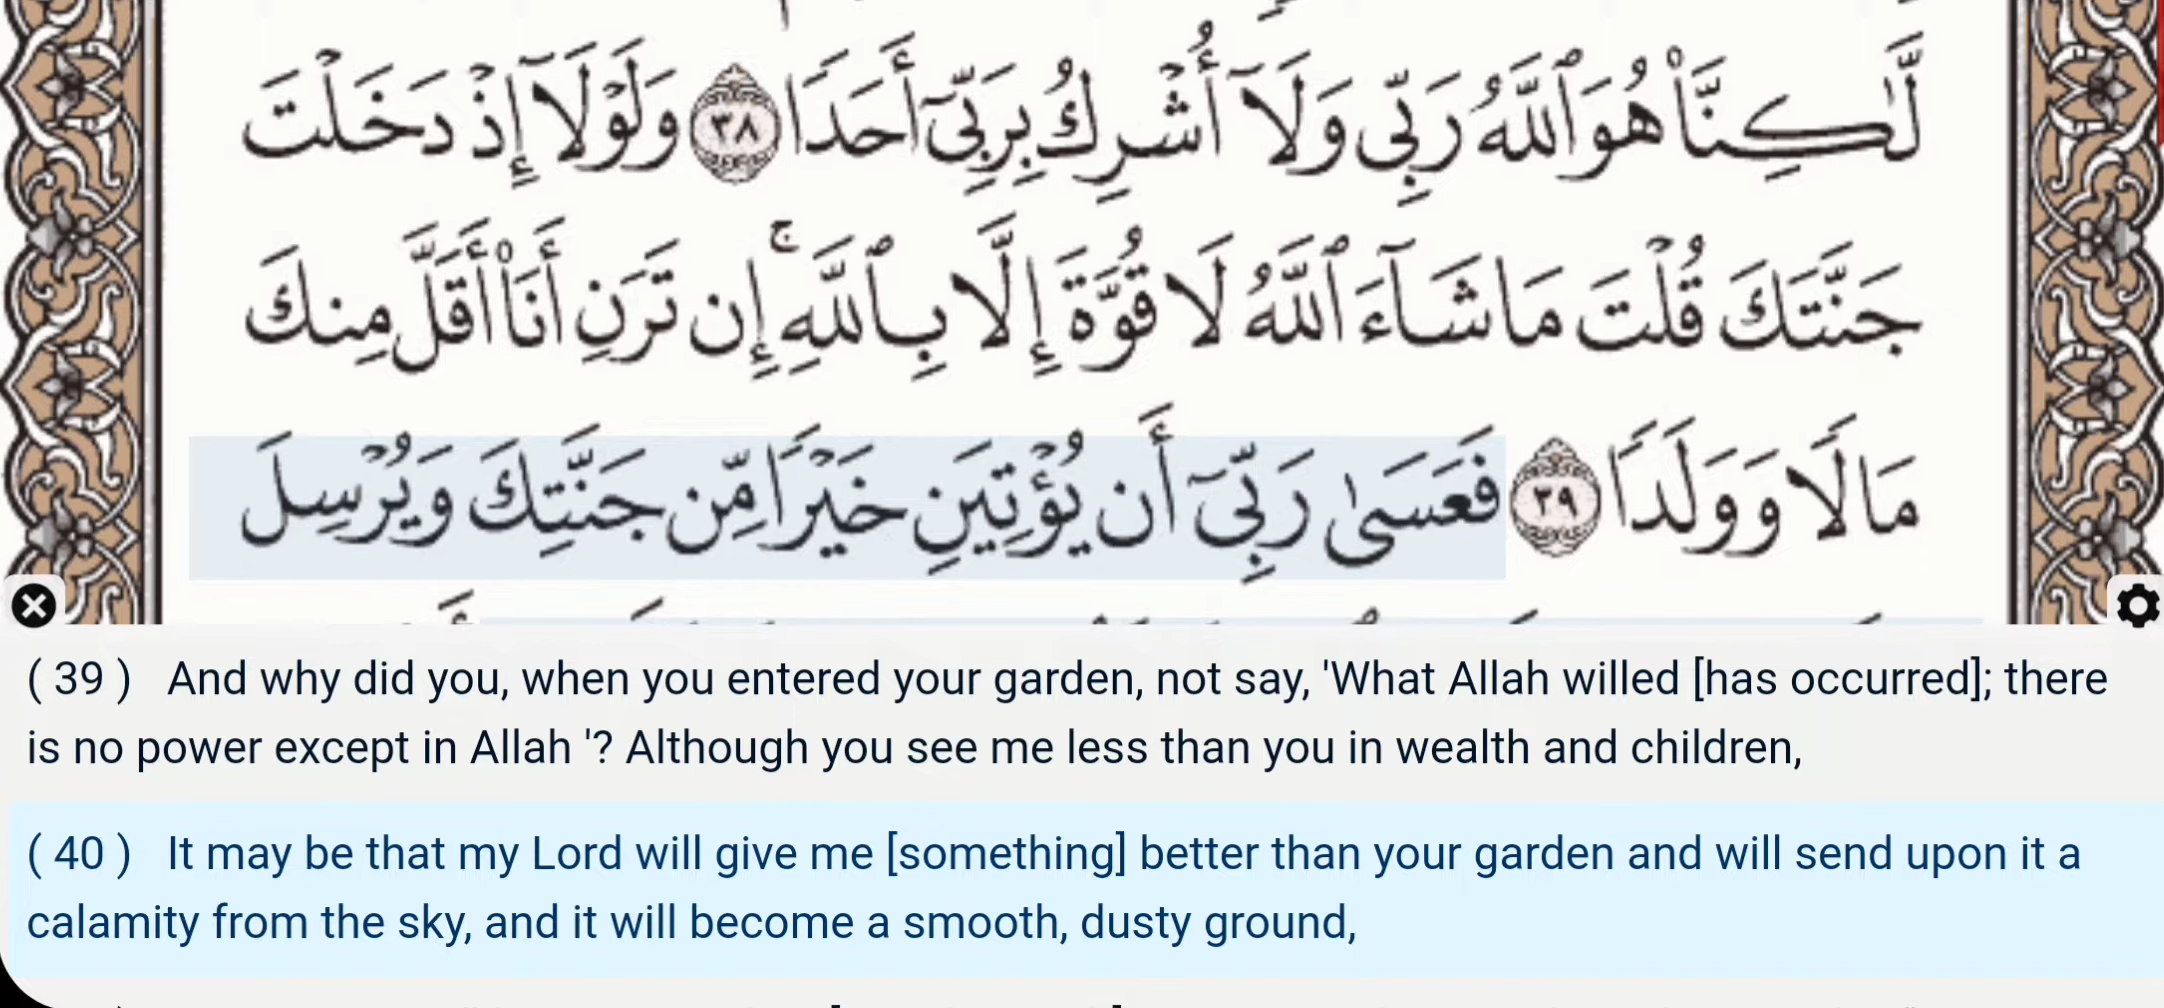 لَّٰكِنَّا۠ هُوَ ٱللَّهُ رَبِّى وَلَآ أُشْرِكُ بِرَبِّىٓ أَحَدًا ٣٨ وَلَوْلَآ إِذْ دَخَلْتَ
جَنَّتَكَ قُلْتَ مَا شَآءَ ٱللَّهُ لَا قُوَّةَ إِلَّا بِٱللَّهِ ۚ إِن تَرَنِ أَنَا۠ أَقَلَّ مِنكَ
مَالًا وَوَلَدًا ٣٩ فَعَسَىٰ رَبِّىٓ أَن يُؤْتِيَنِ خَيْرًا مِّن جَنَّتِكَ وَيُرْسِلَ
( 39 ) And why did you, when you entered your garden, not say, 'What Allah willed [has occurred]; there
is no power except in Allah '? Although you see me less than you in wealth and children,
( 40 ) It may be that my Lord will give me [something] better than your garden and will send upon it a
calamity from the sky, and it will become a smooth, dusty ground,